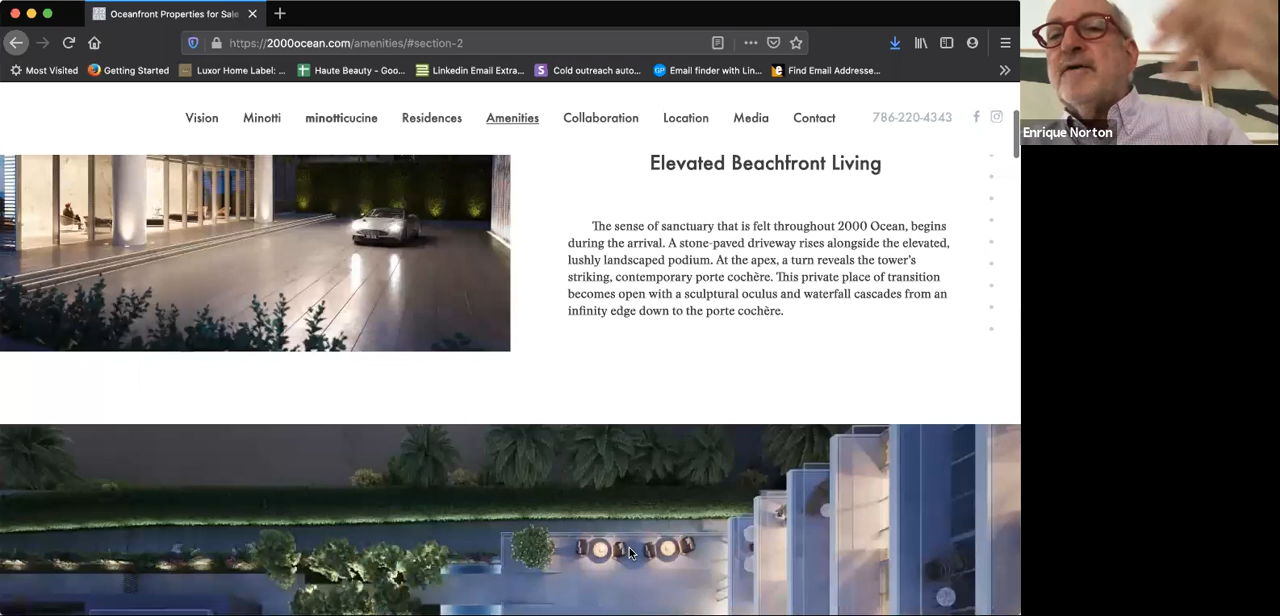 Oceanfront Properties for Sale
https://2000ocean.com/amenities/#section-2
Most Visited Getting Started Luxor Home Label: ... Haute Beauty - Goo... Linkedin Email Extra... Cold outreach auto... Email finder with Lin... Find Email Addresse...
Vision Minotti minotticucine Residences Amenities Collaboration Location Media Contact 786-220-4343
Elevated Beachfront Living
The sense of sanctuary that is felt throughout 2000 Ocean, begins
during the arrival. A stone-paved driveway rises alongside the elevated,
lushly landscaped podium. At the apex, a turn reveals the tower's
striking, contemporary porte cochère. This private place of transition
becomes open with a sculptural oculus and waterfall cascades from an
infinity edge down to the porte cochère.
Enrique Norton